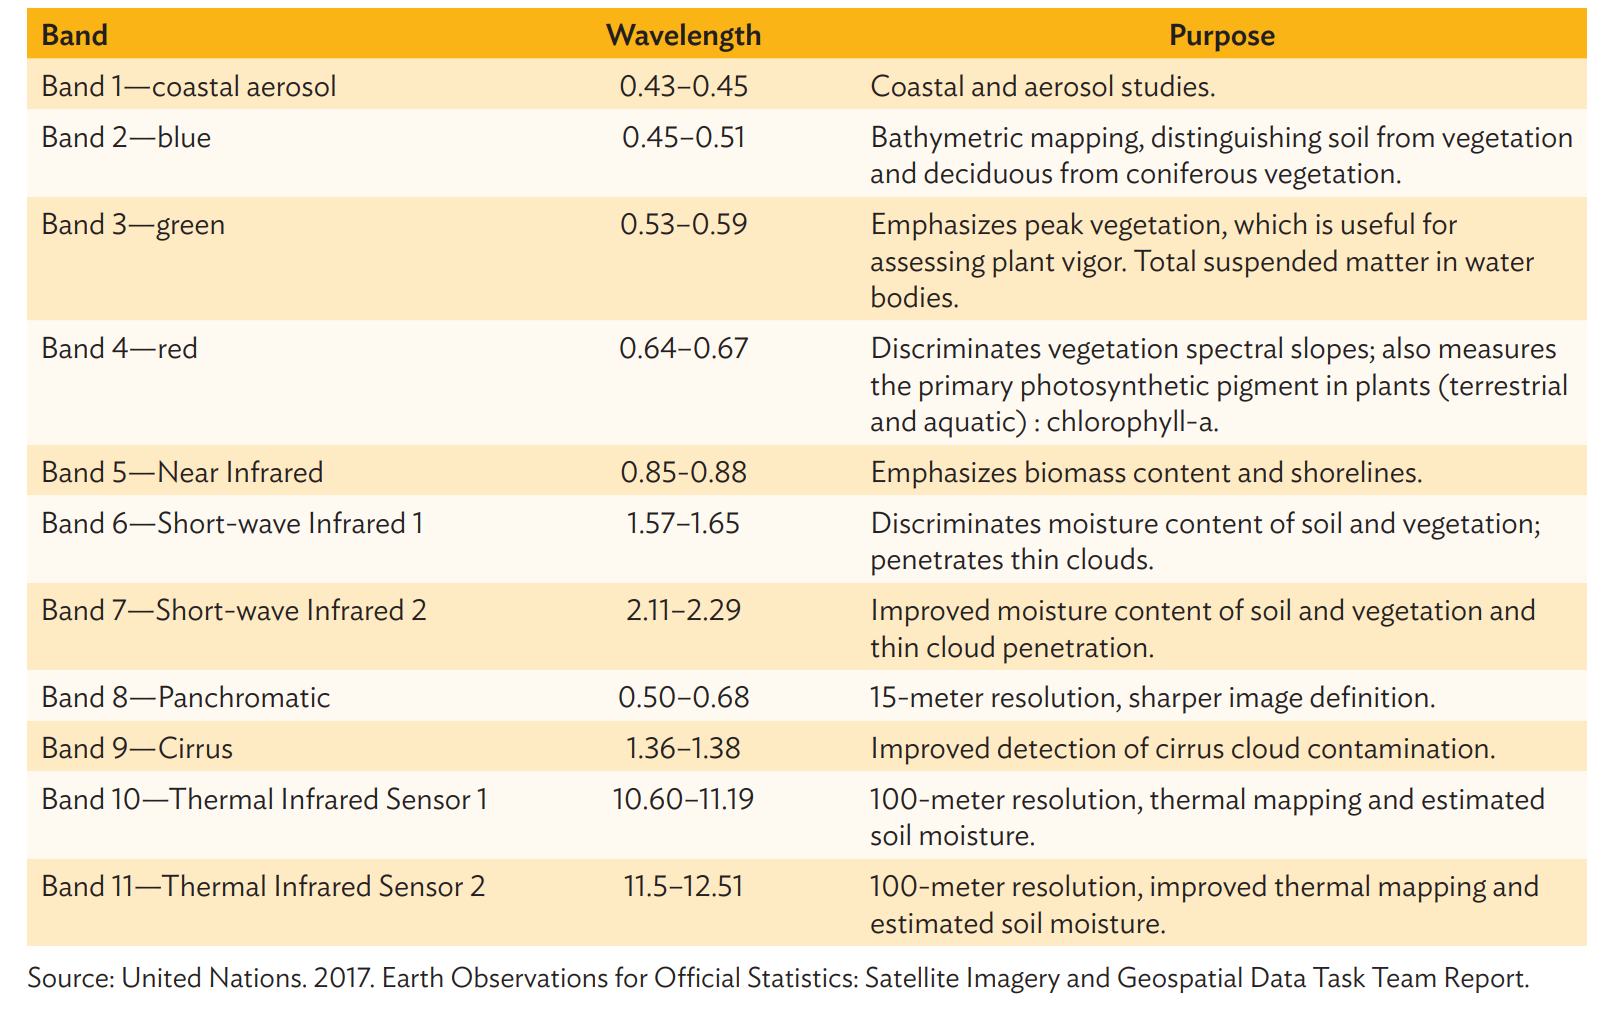 Band Wavelength Purpose
Band 1—coastal aerosol 0.43–0.45 Coastal and aerosol studies.
Band 2—blue 0.45–0.51 Bathymetric mapping, distinguishing soil from vegetation
and deciduous from coniferous vegetation.
Band 3—green 0.53–0.59 Emphasizes peak vegetation, which is useful for
assessing plant vigor. Total suspended matter in water
bodies.
Band 4—red 0.64–0.67 Discriminates vegetation spectral slopes; also measures
the primary photosynthetic pigment in plants (terrestrial
and aquatic) : chlorophyll-a.
Band 5—Near Infrared 0.85-0.88 Emphasizes biomass content and shorelines.
Band 6—Short-wave Infrared 1 1.57–1.65 Discriminates moisture content of soil and vegetation;
penetrates thin clouds.
Band 7—Short-wave Infrared 2 2.11–2.29 Improved moisture content of soil and vegetation and
thin cloud penetration.
Band 8—Panchromatic 0.50–0.68 15-meter resolution, sharper image definition.
Band 9—Cirrus 1.36–1.38 Improved detection of cirrus cloud contamination.
Band 10—Thermal Infrared Sensor 1 10.60–11.19 100-meter resolution, thermal mapping and estimated
soil moisture.
Band 11—Thermal Infrared Sensor 2 11.5–12.51 100-meter resolution, improved thermal mapping and
estimated soil moisture.
Source: United Nations. 2017. Earth Observations for Official Statistics: Satellite Imagery and Geospatial Data Task Team Report.